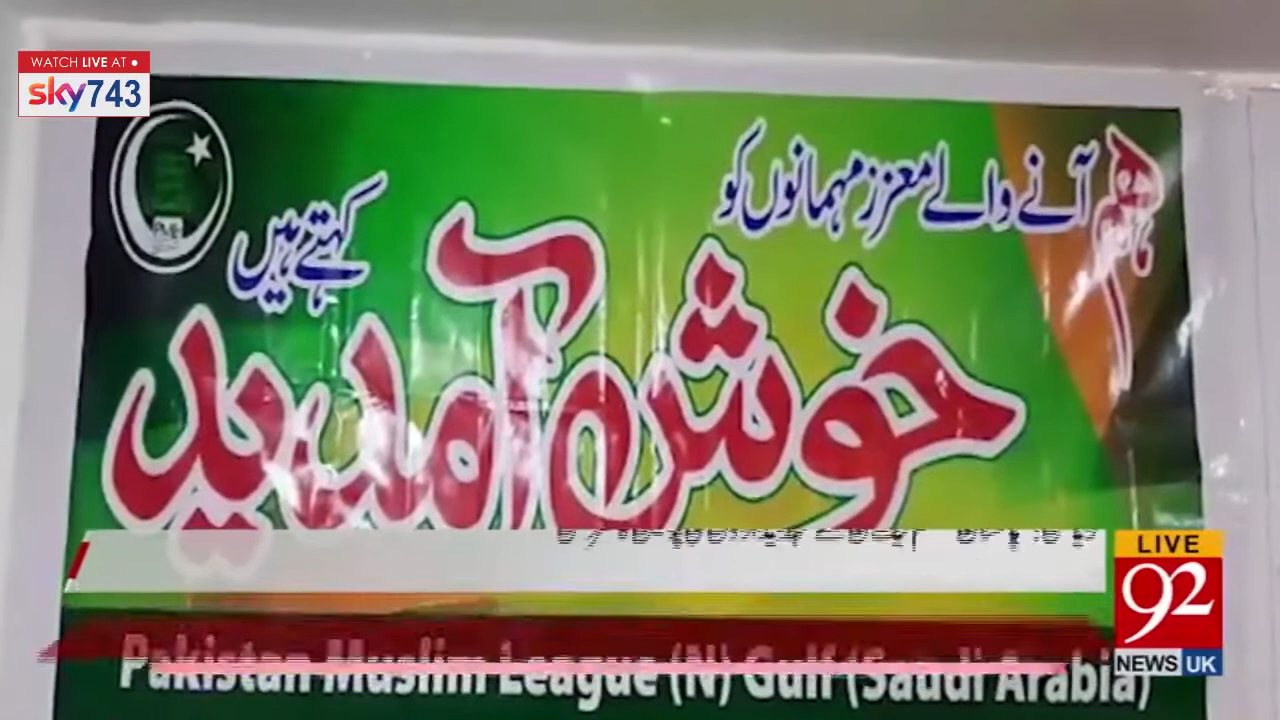 WATCH LIVE AT
sky743
ہم آنے والے معزز مہمانوں کو
خوش آمدید
کہتے ہیں
LIVE
92
NEWS UK
Pakistan Muslim League (N) Gulf (Saudi Arabia)